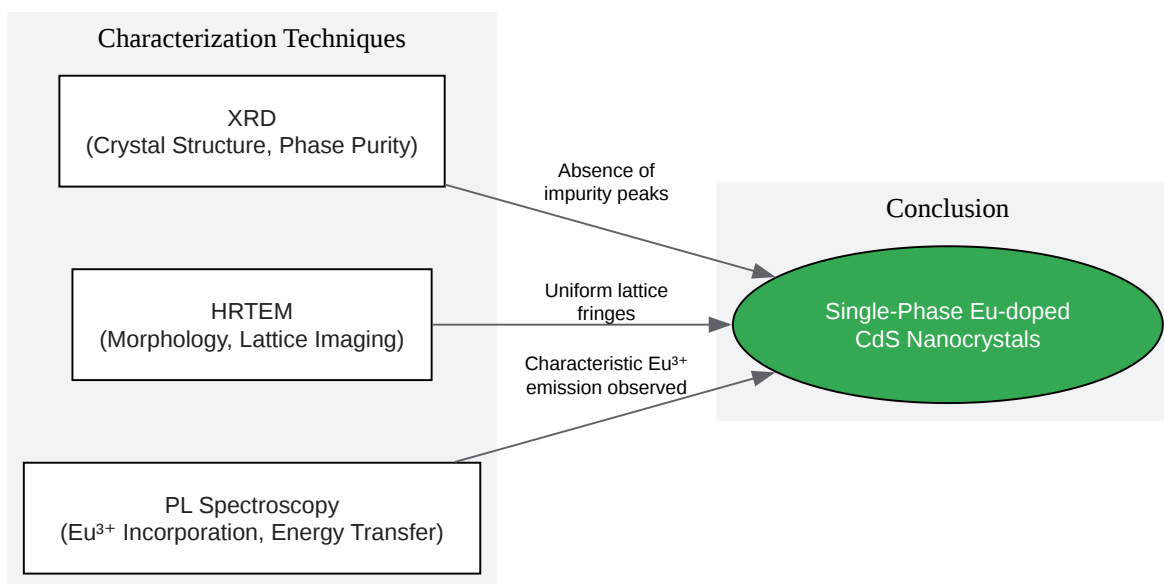 Characterization Techniques
XRD
(Crystal Structure, Phase Purity)
HRTEM
(Morphology, Lattice Imaging)
PL Spectroscopy
(Eu³⁺ Incorporation, Energy Transfer)
Absence of
impurity peaks
Uniform lattice
fringes
Characteristic Eu³⁺
emission observed
Conclusion
Single-Phase Eu-doped
CdS Nanocrystals